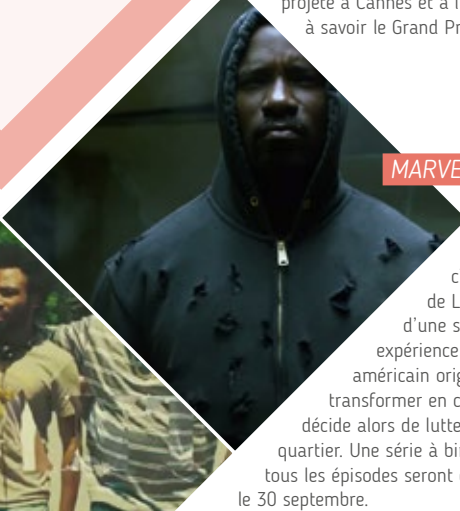 projeté à Cannes et à l
à savoir le Grand Pr
MARVE
c
de L
d'une s
expérience
américain orig
transformer en c
décide alors de lutte
quartier. Une série à bi
tous les épisodes seront
le 30 septembre.